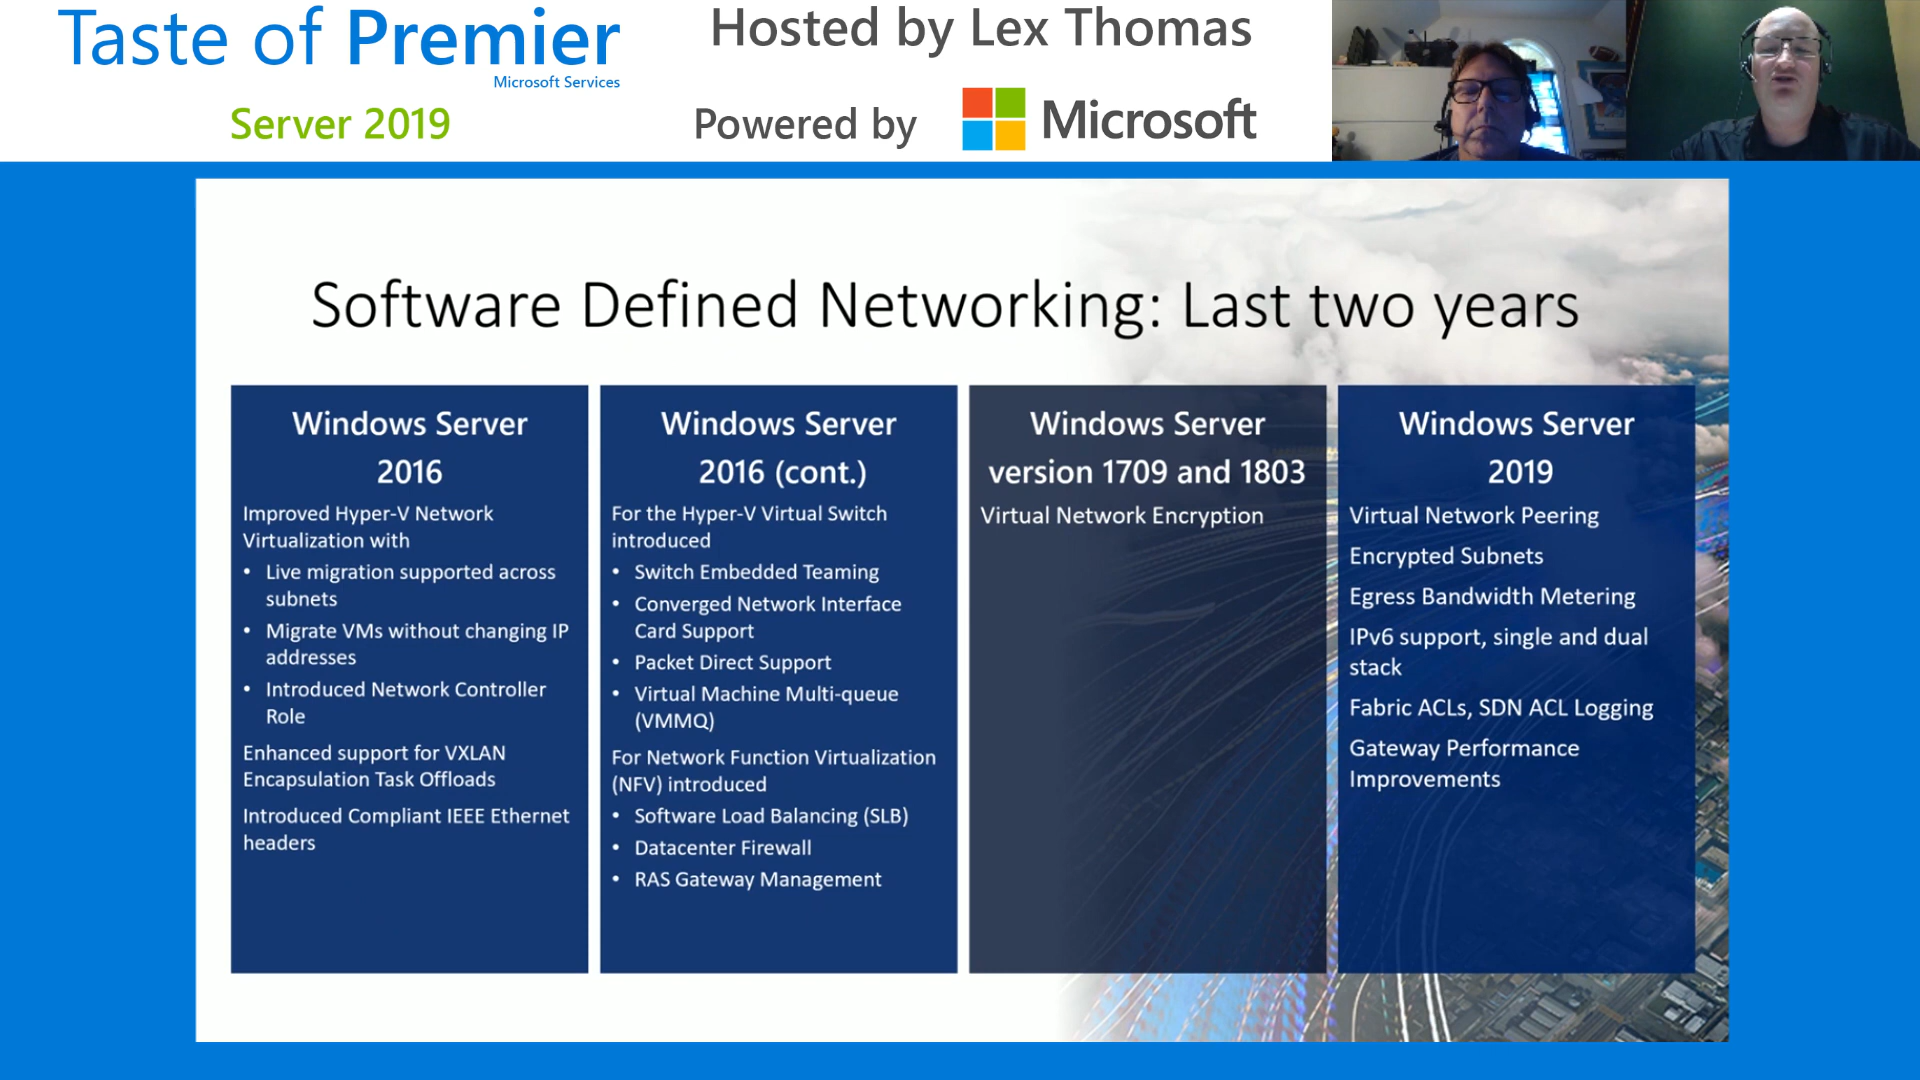 Taste of Premier
Microsoft Services
Server 2019
Hosted by Lex Thomas
Powered by Microsoft
Software Defined Networking: Last two years
Windows Server
2016
Improved Hyper-V Network
Virtualization with
• Live migration supported across
subnets
• Migrate VMs without changing IP
addresses
• Introduced Network Controller
Role
Enhanced support for VXLAN
Encapsulation Task Offloads
Introduced Compliant IEEE Ethernet
headers
Windows Server
2016 (cont.)
For the Hyper-V Virtual Switch
introduced
• Switch Embedded Teaming
• Converged Network Interface
Card Support
• Packet Direct Support
• Virtual Machine Multi-queue
(VMMQ)
For Network Function Virtualization
(NFV) introduced
• Software Load Balancing (SLB)
• Datacenter Firewall
• RAS Gateway Management
Windows Server
version 1709 and 1803
Virtual Network Encryption
Windows Server
2019
Virtual Network Peering
Encrypted Subnets
Egress Bandwidth Metering
IPv6 support, single and dual
stack
Fabric ACLs, SDN ACL Logging
Gateway Performance
Improvements